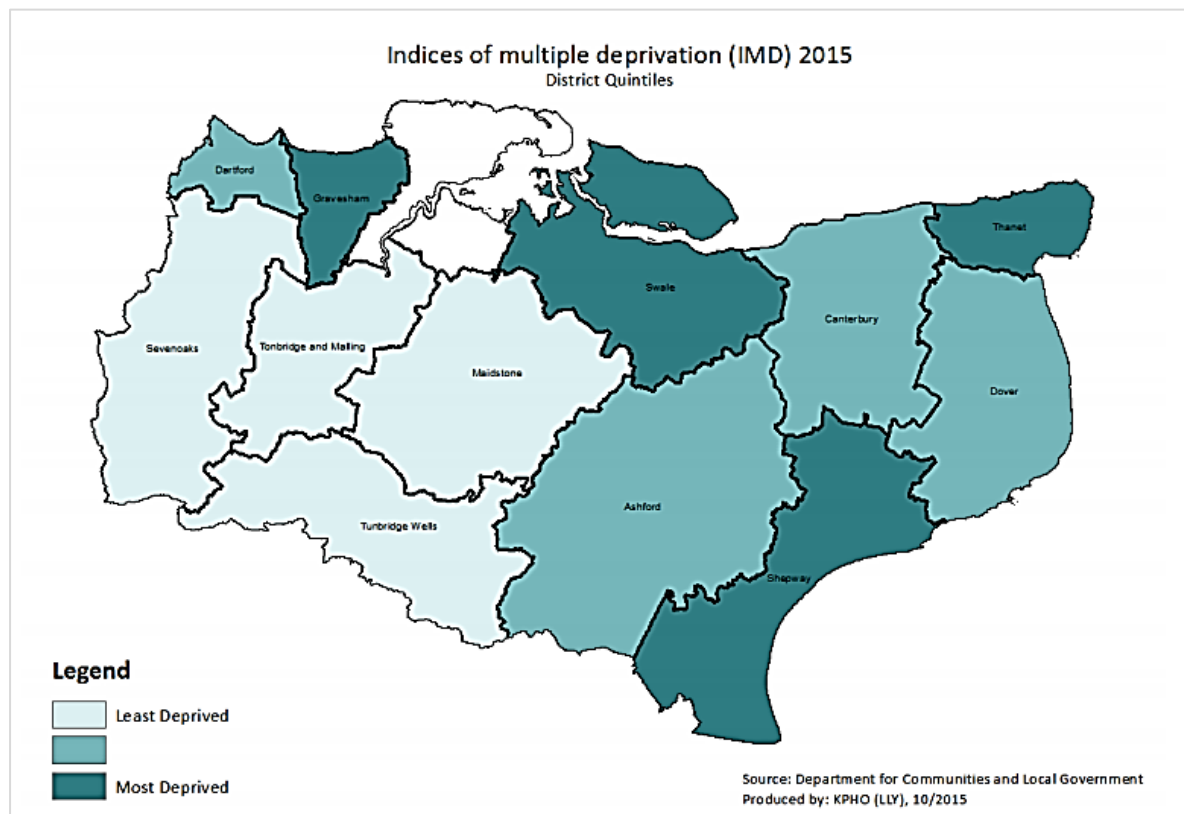 Indices of multiple deprivation (IMD) 2015
District Quintiles
Dartford
Gravesham
Thanet
Swale
Canterbury
Sevenoaks
Tonbridge and Malling
Maidstone
Dover
Ashford
Tunbridge Wells
Shepway
Legend
Least Deprived
Most Deprived
Source: Department for Communities and Local Government
Produced by: KPHO (LLY), 10/2015